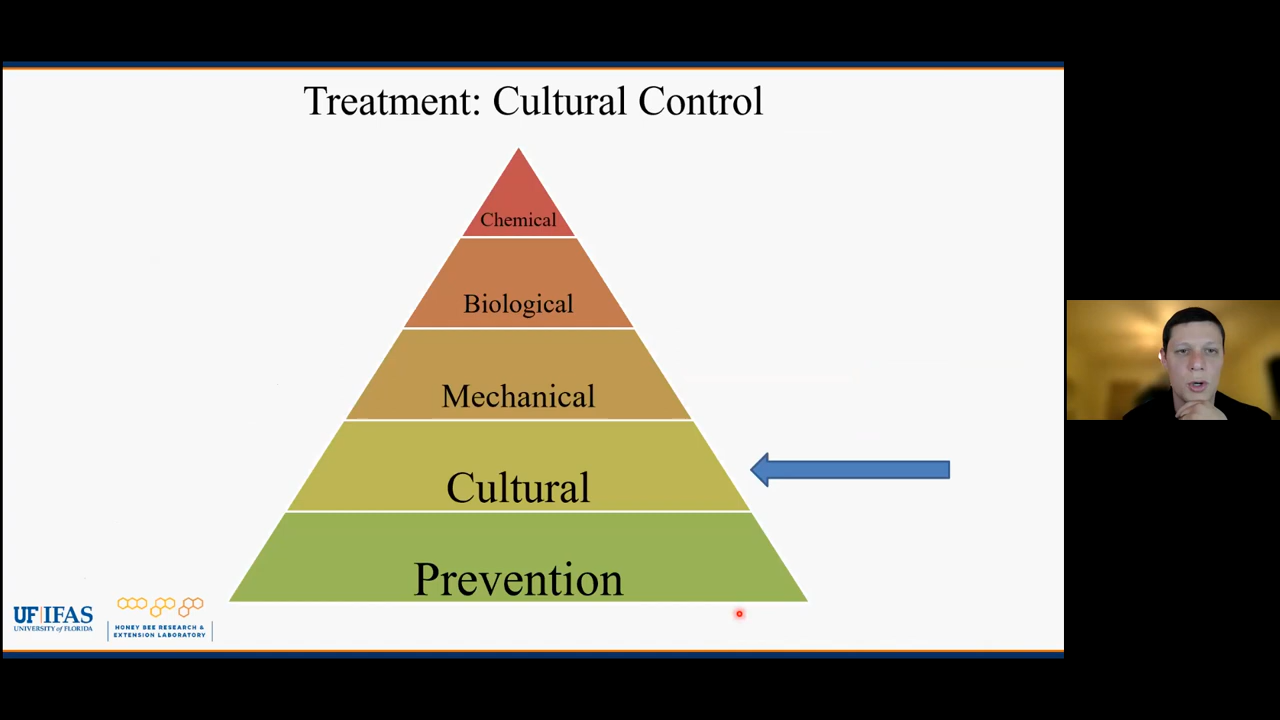 Treatment: Cultural Control
Chemical
Biological
Mechanical
Cultural
Prevention
UF|IFAS
UNIVERSITY of FLORIDA
HONEY BEE RESEARCH &
EXTENSION LABORATORY